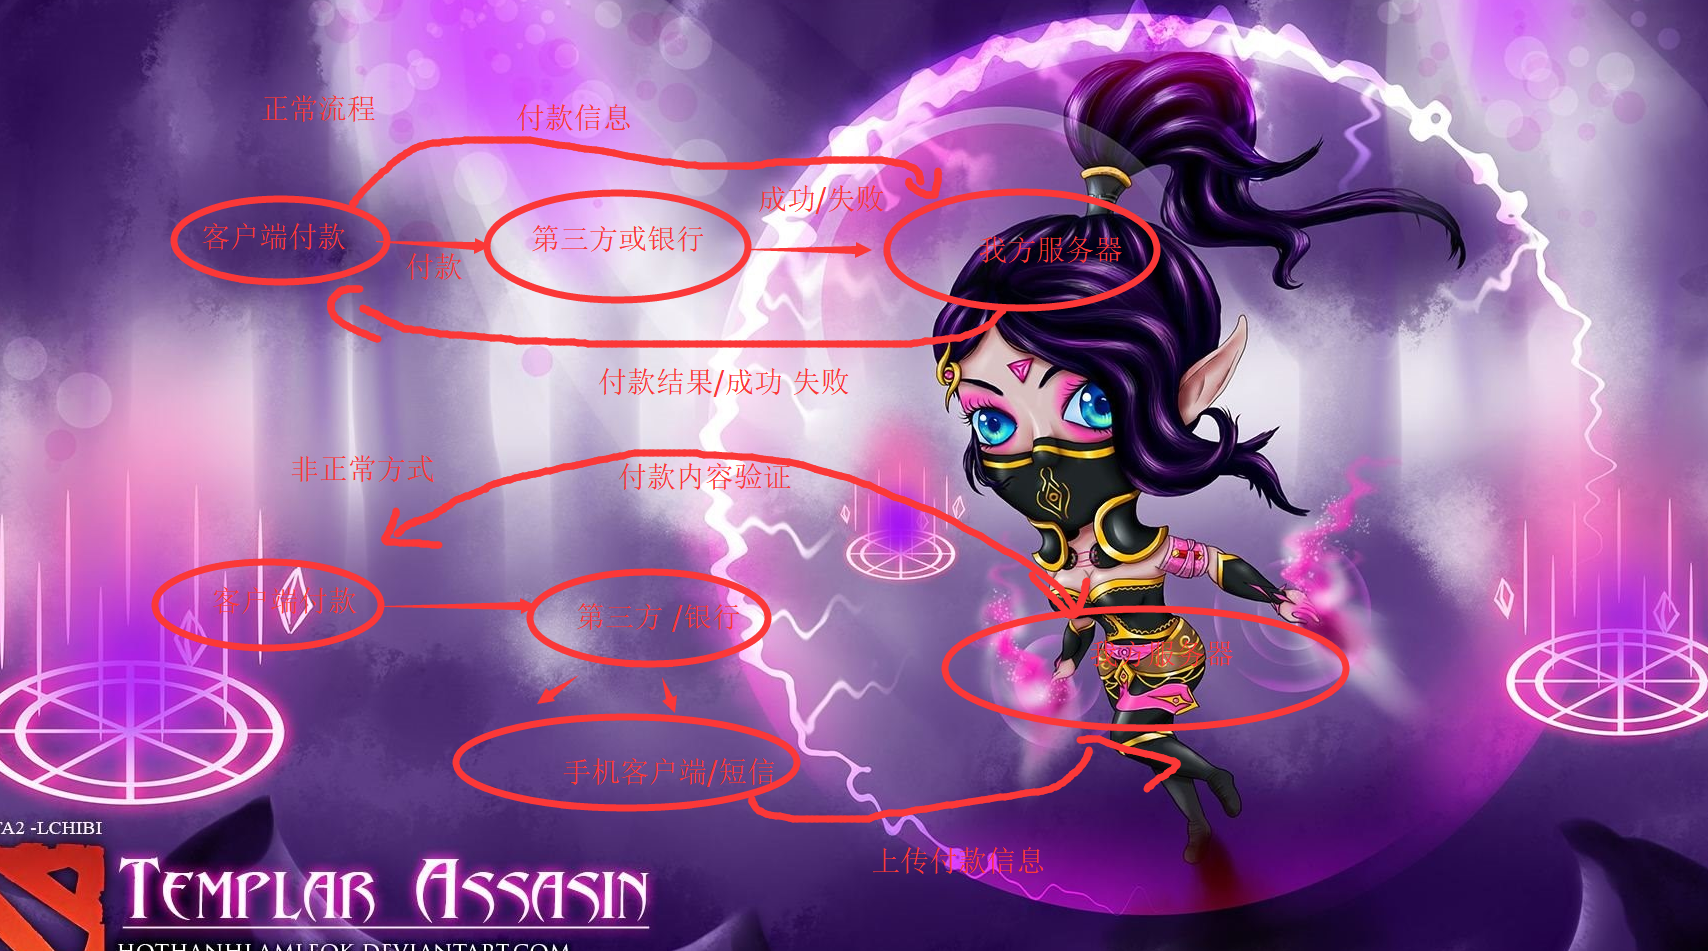 正常流程
付款信息
成功/失败
客户端付款
第三方或银行
我方服务器
付款
付款结果/成功 失败
非正常方式
付款内容验证
客户端付款
第三方 /银行
我方服务器
手机客户端/短信
上传付款信息
TA2 -LCHIBI
TEMPLAR ASSASIN